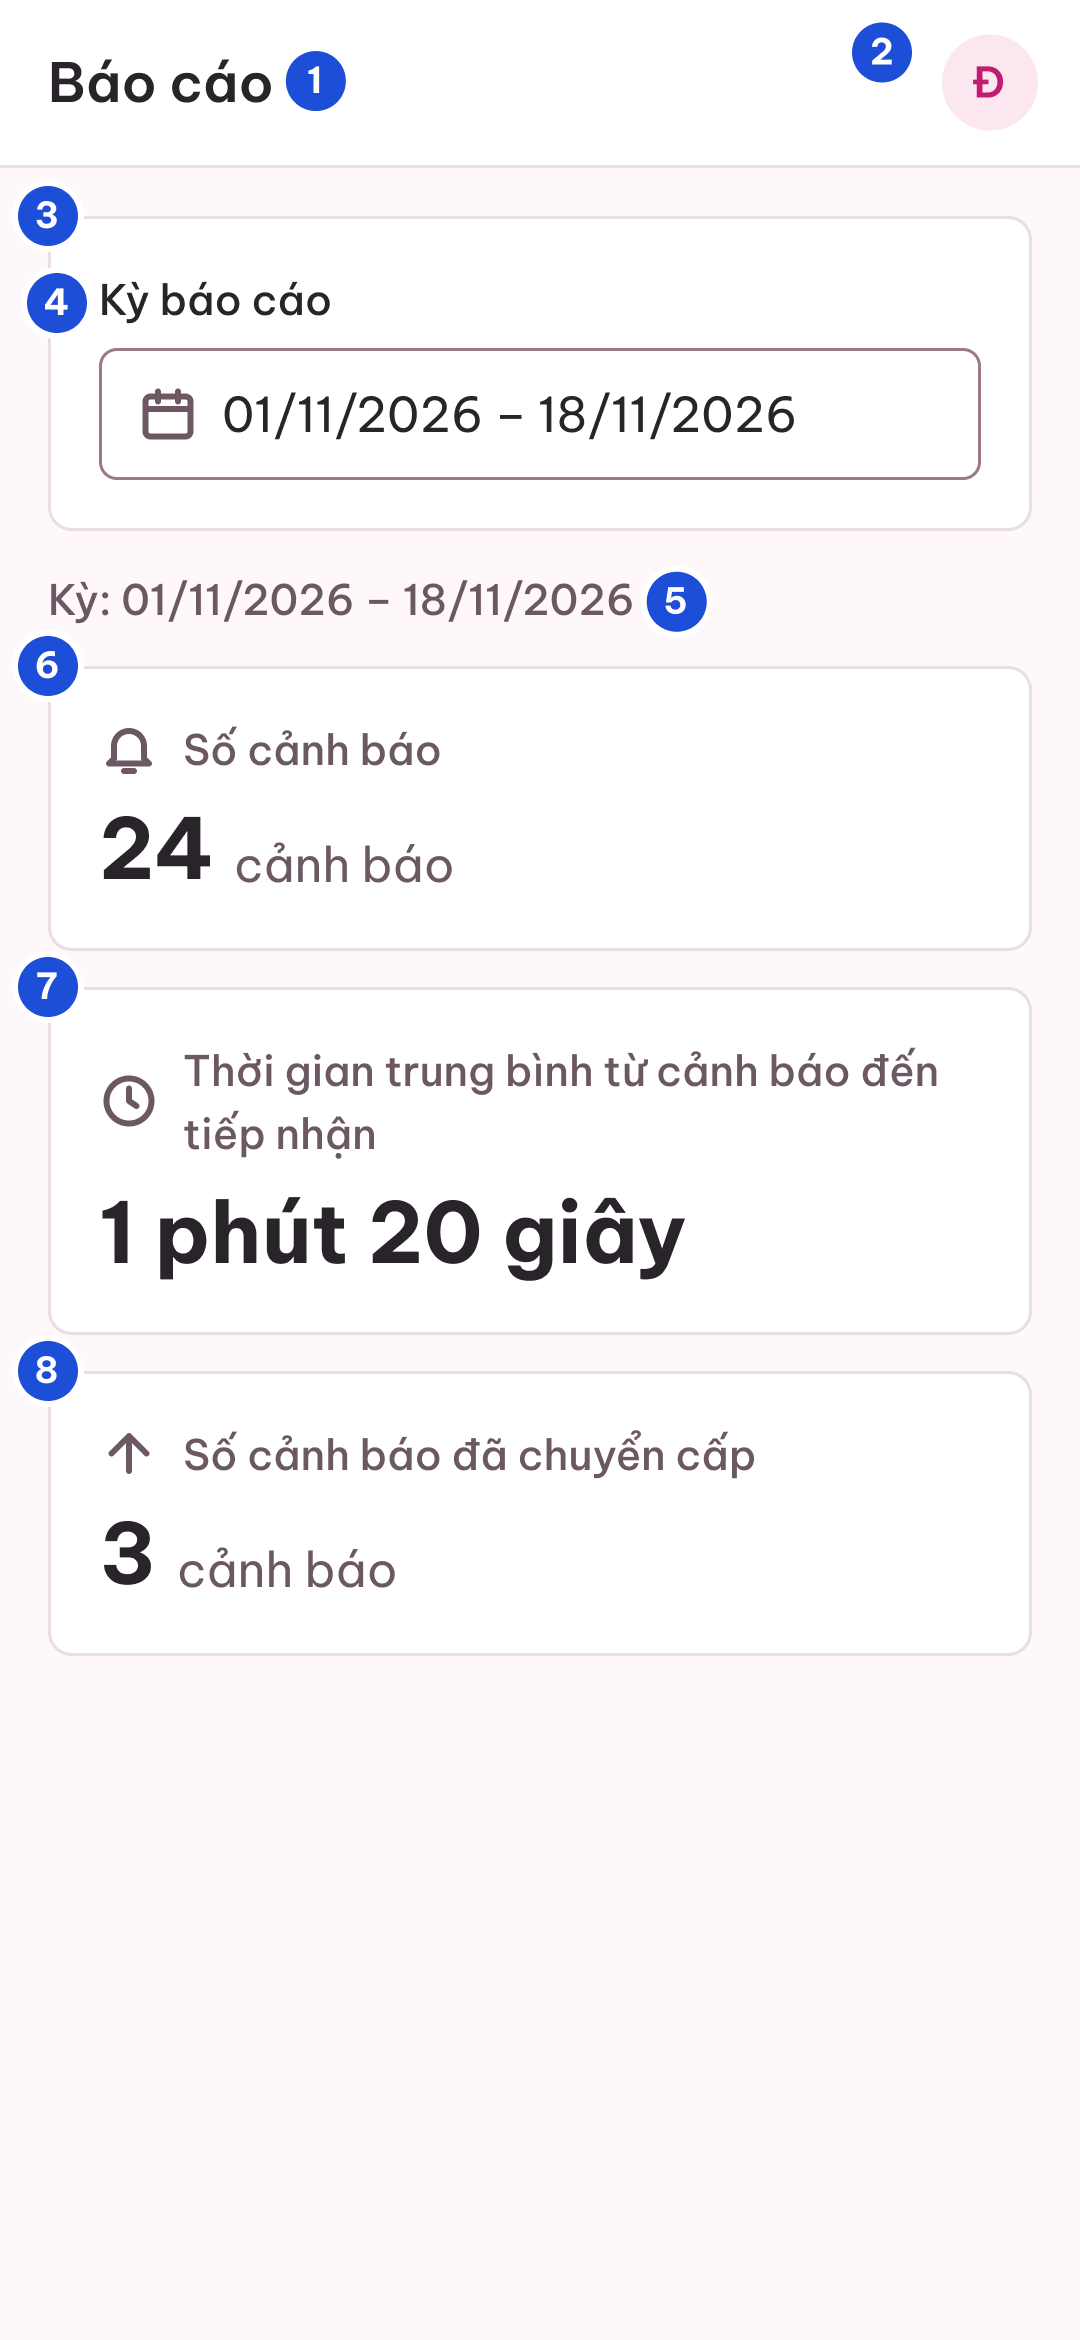 Báo cáo 1
2 Đ
3
4 Kỳ báo cáo
01/11/2026 – 18/11/2026
Kỳ: 01/11/2026 – 18/11/2026 5
6
Số cảnh báo
24 cảnh báo
7
Thời gian trung bình từ cảnh báo đến
tiếp nhận
1 phút 20 giây
8
Số cảnh báo đã chuyển cấp
3 cảnh báo